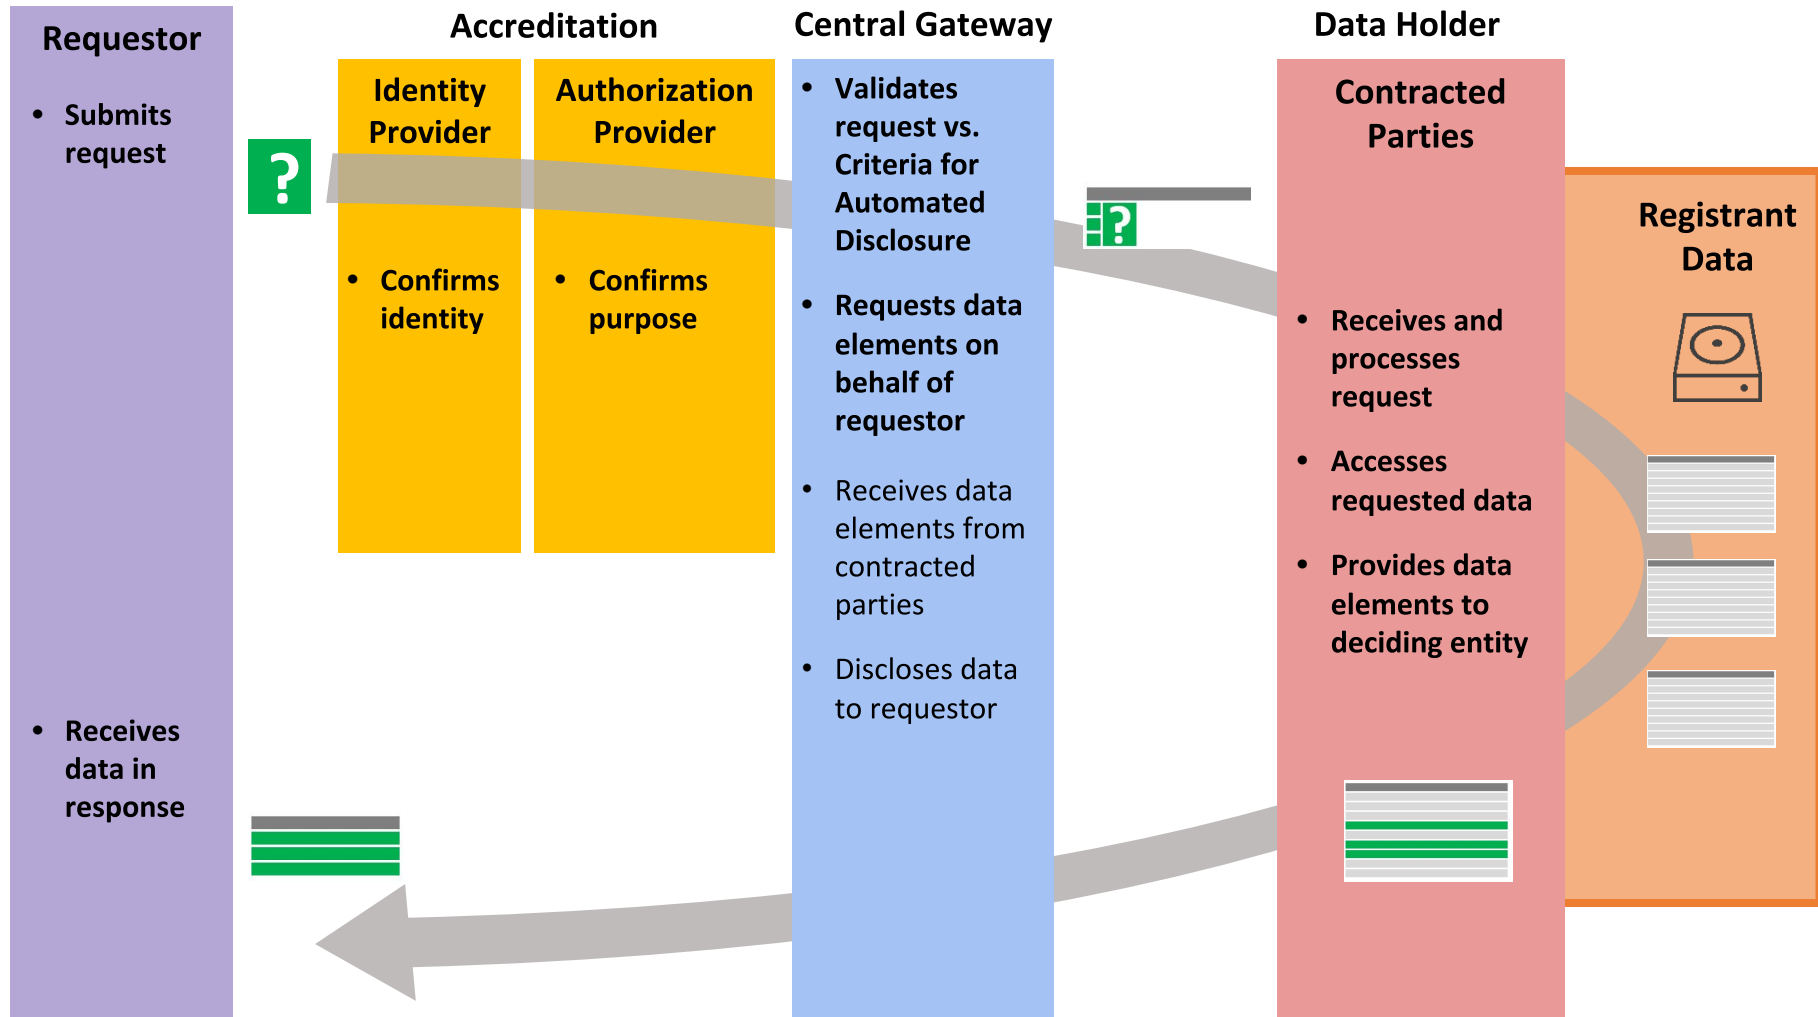 Requestor
• Submits
request
• Receives
data in
response
?
Accreditation
Identity
Provider
• Confirms
identity
Authorization
Provider
• Confirms
purpose
Central Gateway
• Validates
request vs.
Criteria for
Automated
Disclosure
• Requests data
elements on
behalf of
requestor
• Receives data
elements from
contracted
parties
• Discloses data
to requestor
?
Data Holder
Contracted
Parties
• Receives and
processes
request
• Accesses
requested data
• Provides data
elements to
deciding entity
Registrant
Data